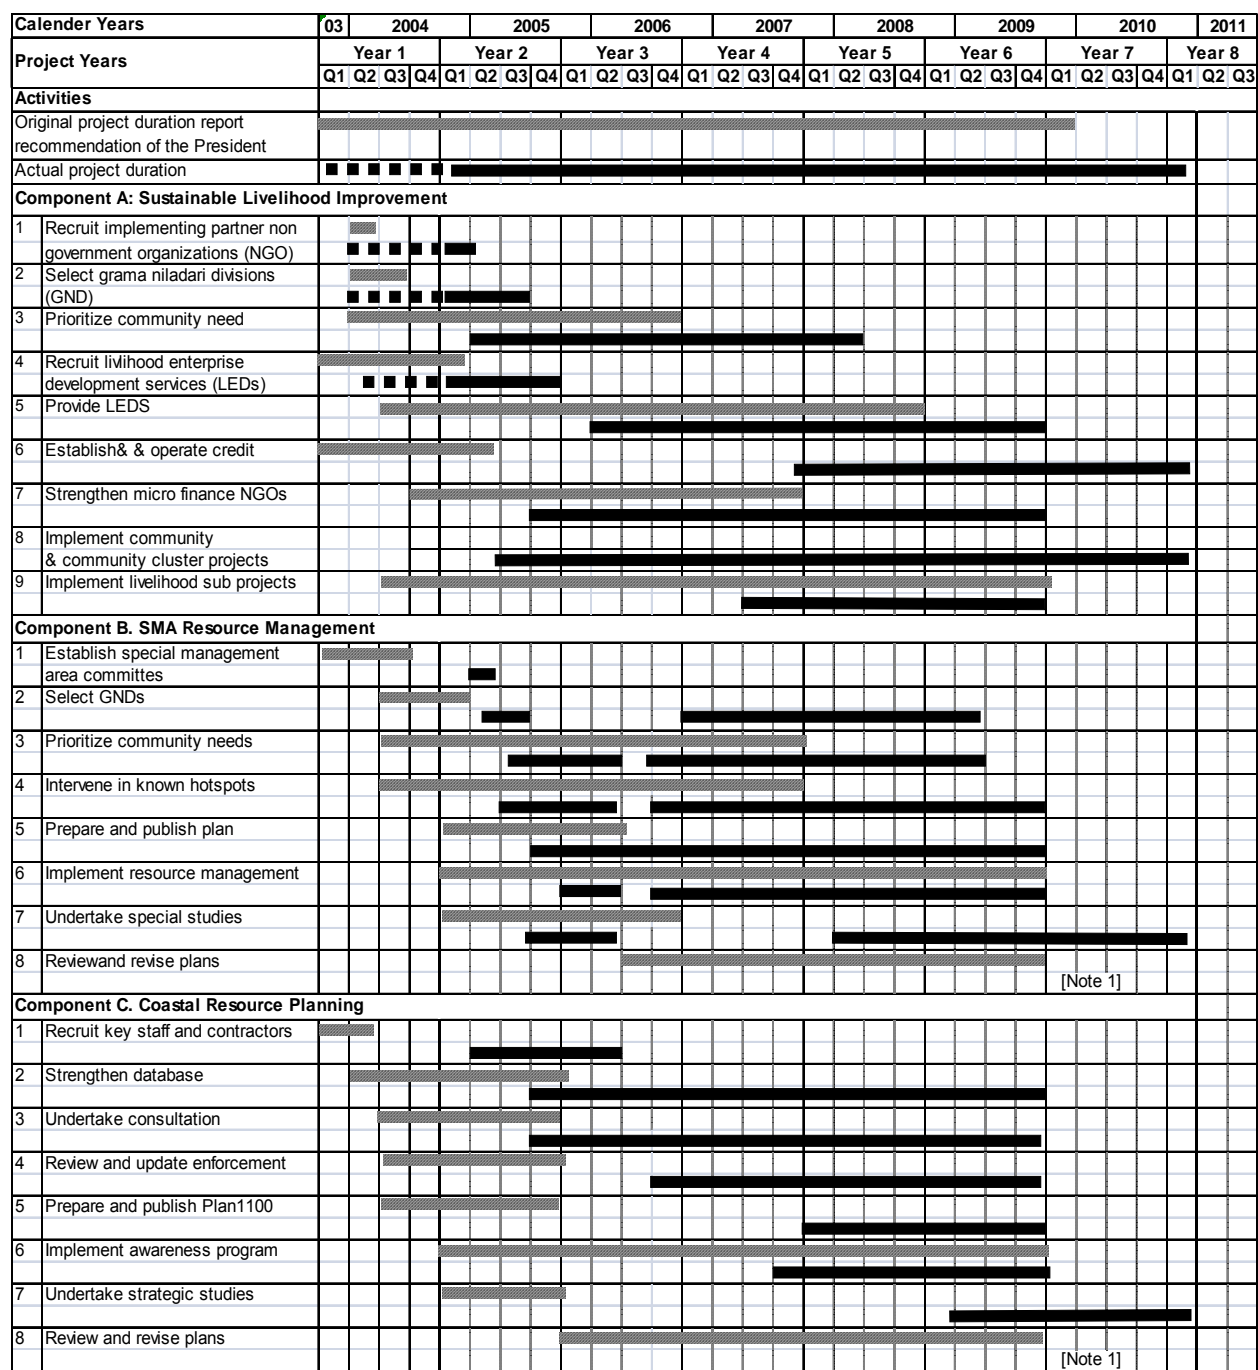 Calender Years 03 2004 2005 2006 2007 2008 2009 2010 2011
Project Years
Year 1 Year 2 Year 3 Year 4 Year 5 Year 6 Year 7 Year 8
Q1 Q2 Q3 Q4 Q1 Q2 Q3 Q4 Q1 Q2 Q3 Q4 Q1 Q2 Q3 Q4 Q1 Q2 Q3 Q4 Q1 Q2 Q3 Q4 Q1 Q2 Q3 Q4 Q1 Q2 Q3
Activities
Original project duration report
recommendation of the President
Actual project duration
Component A: Sustainable Livelihood Improvement
1 Recruit implementing partner non
government organizations (NGO)
2 Select grama niladari divisions
(GND)
3 Prioritize community need
4 Recruit livlihood enterprise
development services (LEDs)
5 Provide LEDS
6 Establish& & operate credit
7 Strengthen micro finance NGOs
8 Implement community
& community cluster projects
9 Implement livelihood sub projects
Component B. SMA Resource Management
1 Establish special management
area committes
2 Select GNDs
3 Prioritize community needs
4 Intervene in known hotspots
5 Prepare and publish plan
6 Implement resource management
7 Undertake special studies
8 Reviewand revise plans
[Note 1]
Component C. Coastal Resource Planning
1 Recruit key staff and contractors
2 Strengthen database
3 Undertake consultation
4 Review and update enforcement
5 Prepare and publish Plan1100
6 Implement awareness program
7 Undertake strategic studies
8 Review and revise plans
[Note 1]